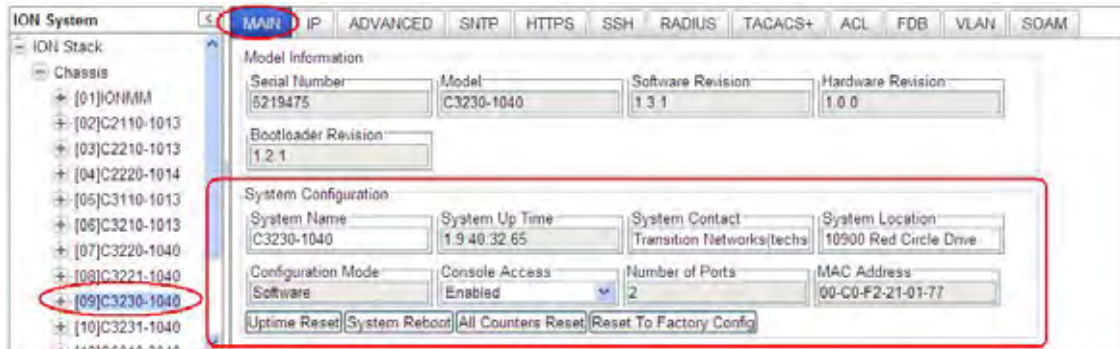 ION System
MAIN IP ADVANCED SNTP HTTPS SSH RADIUS TACACS+ ACL FDB VLAN SOAM
ION Stack
Chassis
[01]IONMM
[02]C2110-1013
[03]C2210-1013
[04]C2220-1014
[05]C3110-1013
[06]C3210-1013
[07]C3220-1040
[08]C3221-1040
[09]C3230-1040
[10]C3231-1040
Model Information
Serial Number Model Software Revision Hardware Revision
5219475 C3230-1040 1.3.1 1.0.0
Bootloader Revision
1.2.1
System Configuration
System Name System Up Time System Contact System Location
C3230-1040 1:9:40:32.65 Transition Networks(techs 10900 Red Circle Drive
Configuration Mode Console Access Number of Ports MAC Address
Software Enabled 2 00-C0-F2-21-01-77
Uptime Reset System Reboot All Counters Reset Reset To Factory Config